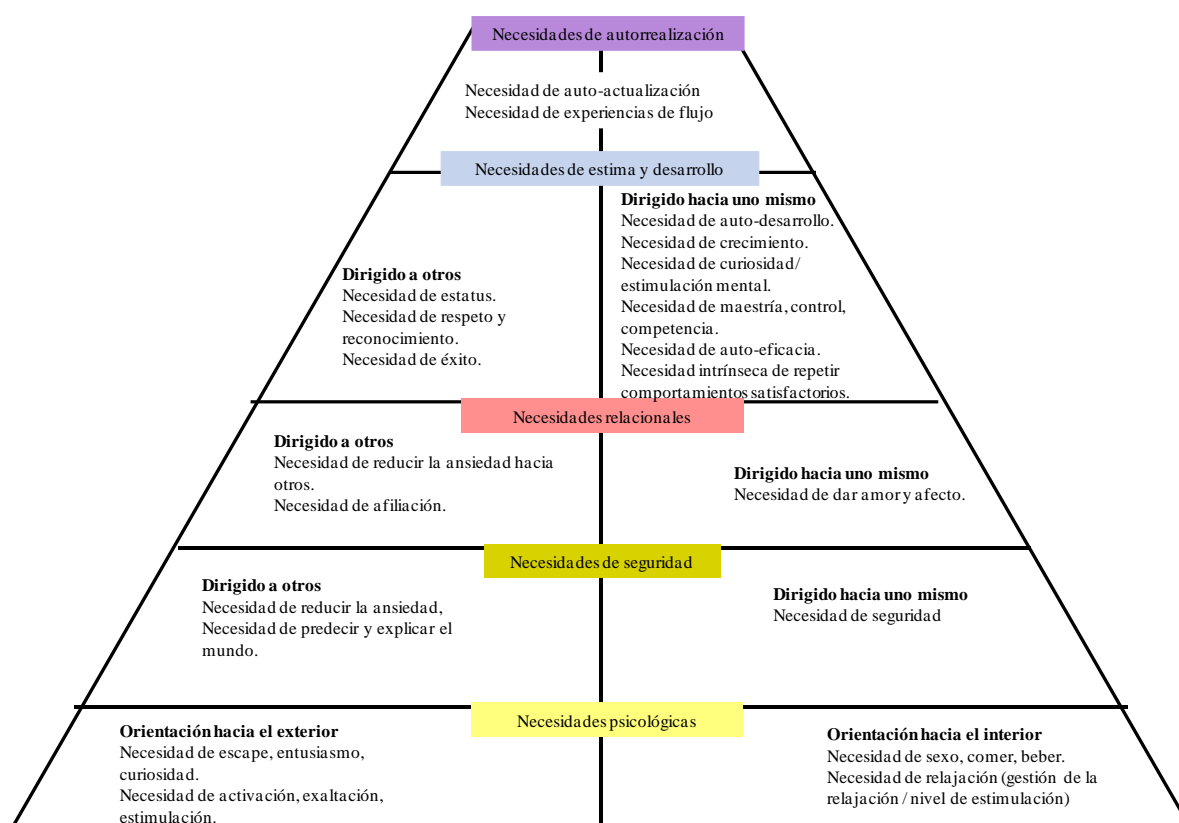 Necesidades de autorrealización
Necesidad de auto-actualización
Necesidad de experiencias de flujo
Necesidades de estima y desarrollo
Dirigido a otros
Necesidad de estatus.
Necesidad de respeto y
reconocimiento.
Necesidad de éxito.
Dirigido hacia uno mismo
Necesidad de auto-desarrollo.
Necesidad de crecimiento.
Necesidad de curiosidad/
estimulación mental.
Necesidad de maestría, control,
competencia.
Necesidad de auto-eficacia.
Necesidad intrínseca de repetir
comportamientos satisfactorios.
Necesidades relacionales
Dirigido a otros
Necesidad de reducir la ansiedad hacia
otros.
Necesidad de afiliación.
Dirigido hacia uno mismo
Necesidad de dar amor y afecto.
Necesidades de seguridad
Dirigido a otros
Necesidad de reducir la ansiedad,
Necesidad de predecir y explicar el
mundo.
Dirigido hacia uno mismo
Necesidad de seguridad
Necesidades psicológicas
Orientación hacia el exterior
Necesidad de escape, entusiasmo,
curiosidad.
Necesidad de activación, exaltación,
estimulación.
Orientación hacia el interior
Necesidad de sexo, comer, beber.
Necesidad de relajación (gestión de la
relajación / nivel de estimulación)